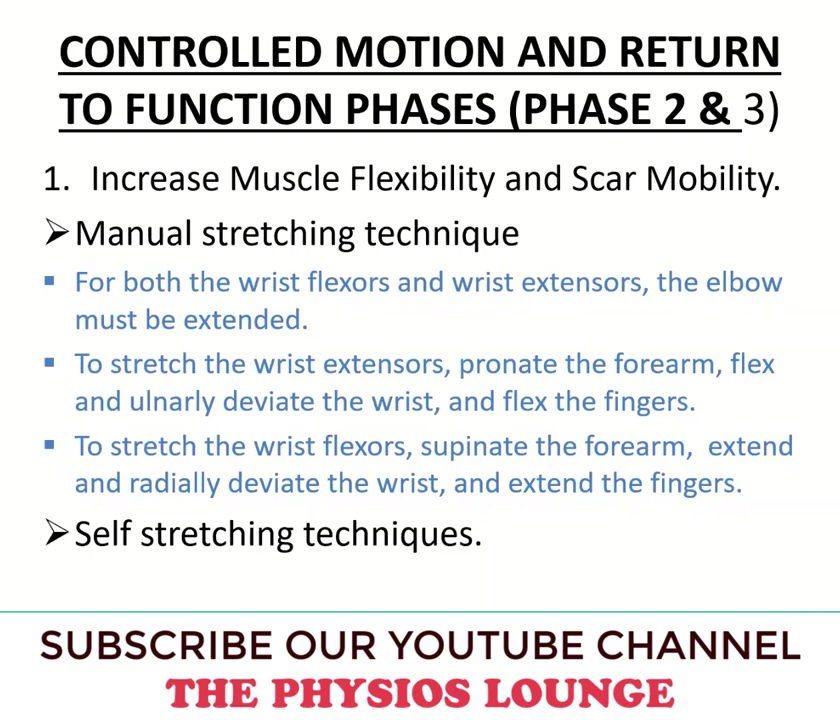 CONTROLLED MOTION AND RETURN
TO FUNCTION PHASES (PHASE 2 & 3)
1. Increase Muscle Flexibility and Scar Mobility.
➢Manual stretching technique
▪ For both the wrist flexors and wrist extensors, the elbow
must be extended.
▪ To stretch the wrist extensors, pronate the forearm, flex
and ulnarly deviate the wrist, and flex the fingers.
▪ To stretch the wrist flexors, supinate the forearm, extend
and radially deviate the wrist, and extend the fingers.
➢Self stretching techniques.
SUBSCRIBE OUR YOUTUBE CHANNEL
THE PHYSIOS LOUNGE